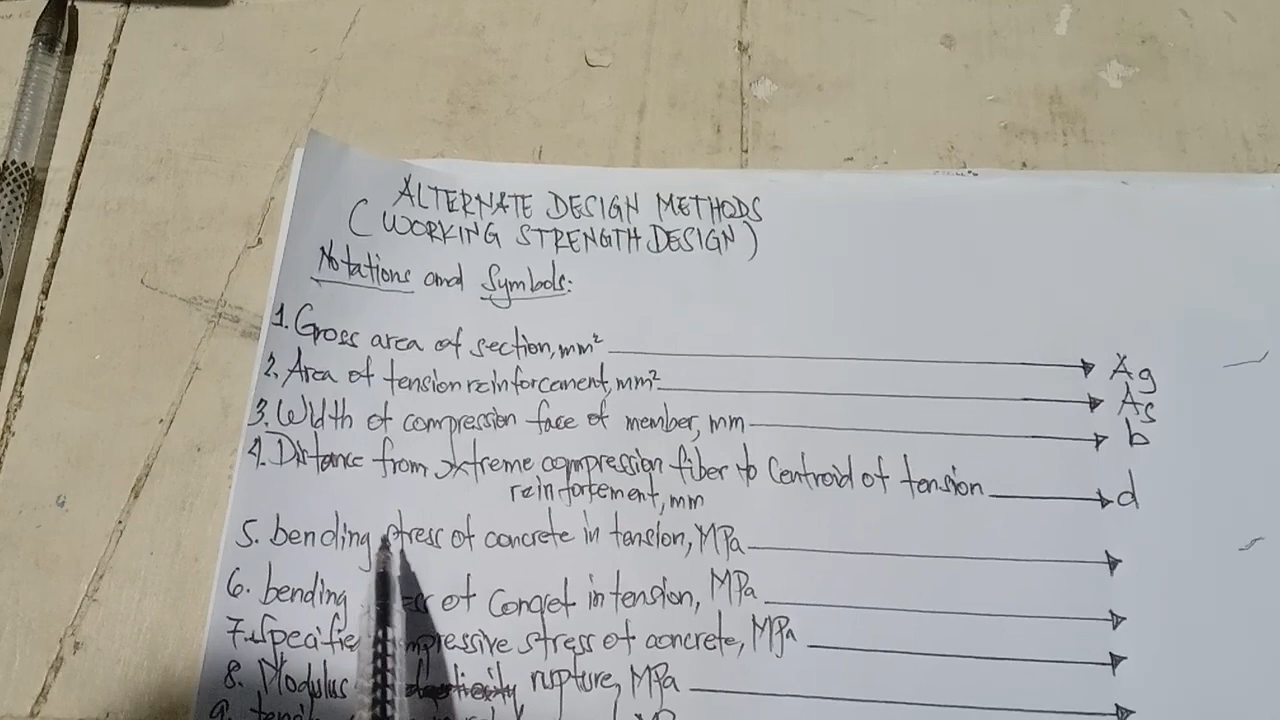 ALTERNATE DESIGN METHODS
(WORKING STRENGTH DESIGN)
Notations and Symbols:
1. Gross area of section, mm² Ag
2. Area of tension reinforcement, mm² As
3. Width of compression face of member, mm b
4. Distance from extreme compression fiber to Centroid of tension d
reinforcement, mm
5. bending stress of concrete in tension, MPa
6. bending of in tension, MPa
7. stress of concrete, MPa
8. Modulus rupture, MPa
9.